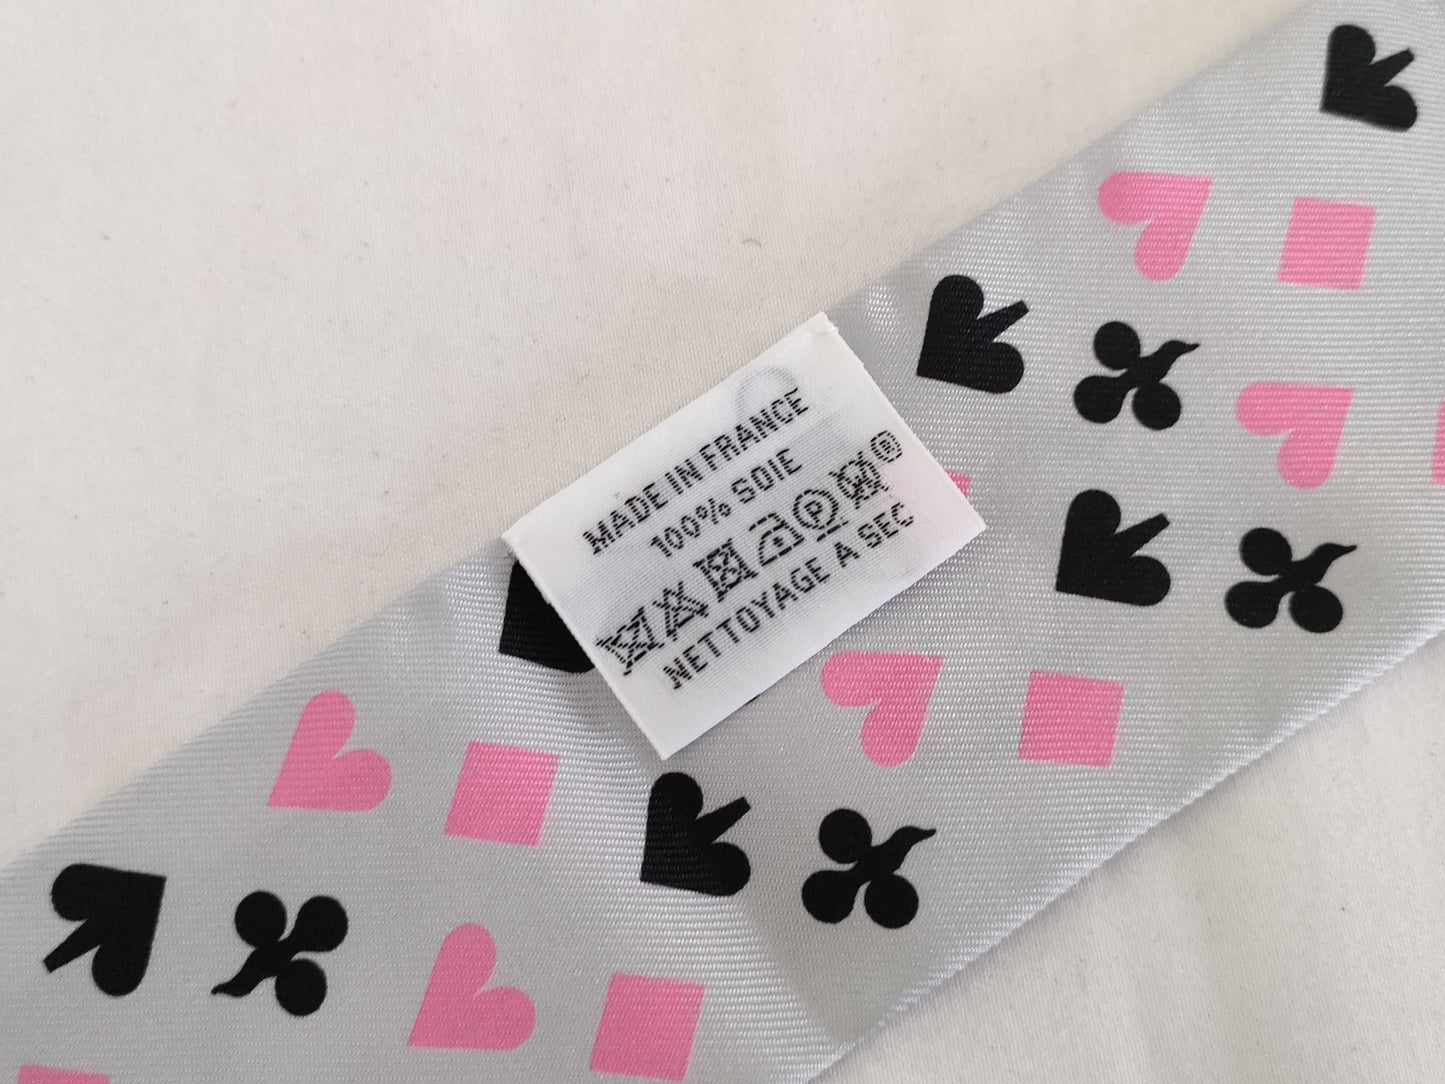 MADE IN FRANCE
100% SOIE
P ®
NETTOYAGE A SEC